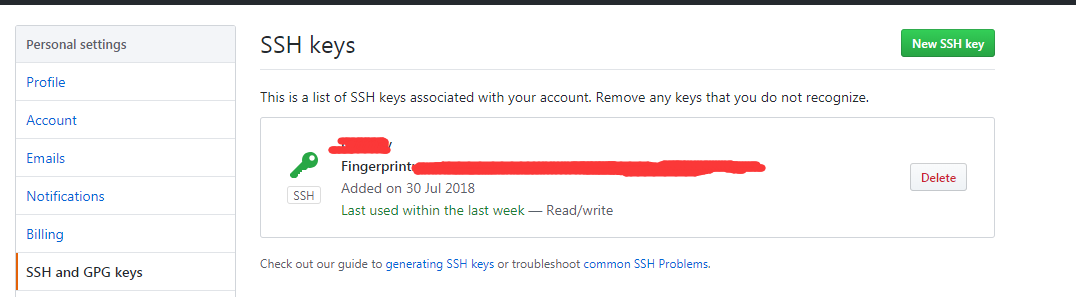 Personal settings
Profile
Account
Emails
Notifications
Billing
SSH and GPG keys
SSH keys
New SSH key
This is a list of SSH keys associated with your account. Remove any keys that you do not recognize.
SSH
Fingerprint
Added on 30 Jul 2018
Last used within the last week — Read/write
Delete
Check out our guide to generating SSH keys or troubleshoot common SSH Problems.